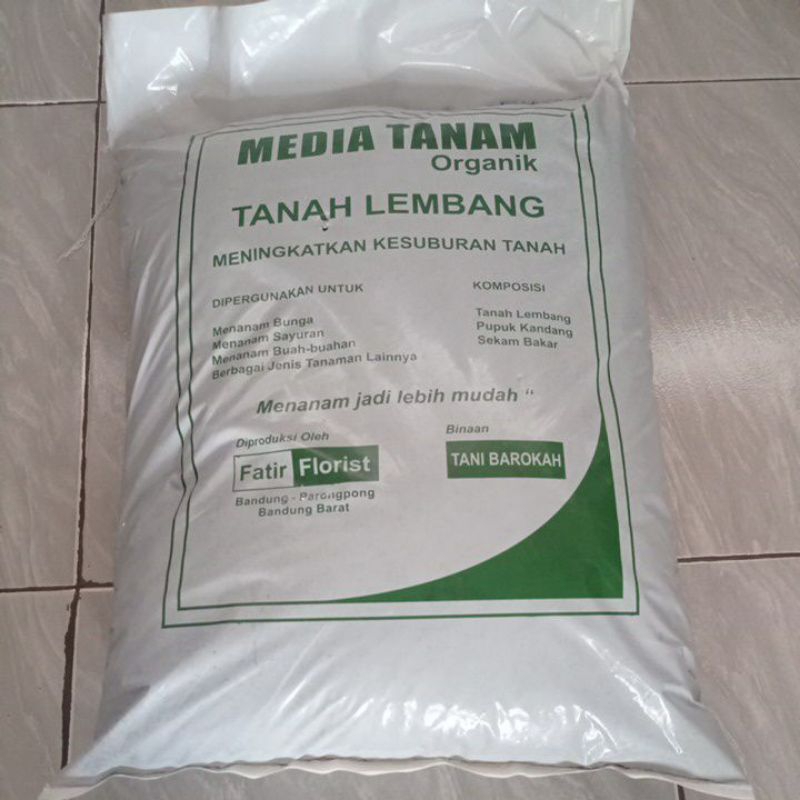 MEDIA TANAM
Organik
TANAH LEMBANG
MENINGKATKAN KESUBURAN TANAH
DIPERGUNAKAN UNTUK
Menanam Bunga
Menanam Sayuran
Menanam Buah-buahan
Berbagai Jenis Tanaman Lainnya
KOMPOSISI
Tanah Lembang
Pupuk Kandang
Sekam Bakar
Menanam jadi lebih mudah “
Diproduksi Oleh
Fatir Florist
Bandung - Parongpong
Bandung Barat
Binaan
TANI BAROKAH